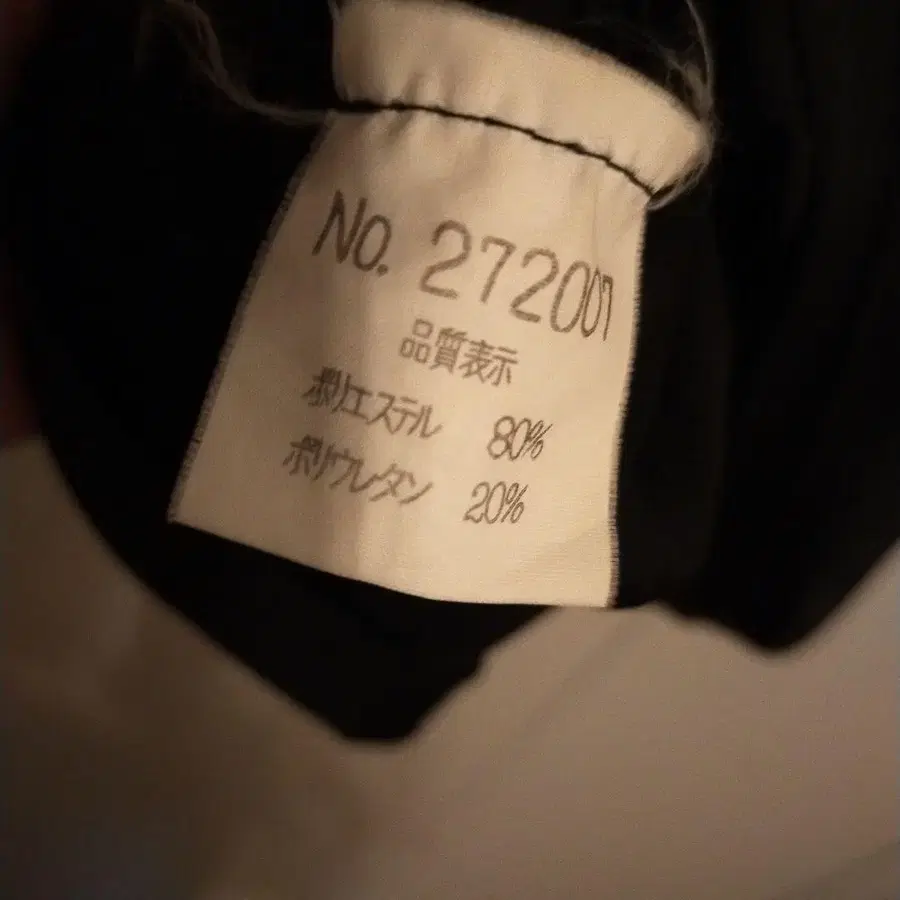 No. 272007
品質表示
ポリエステル 80%
ポリウレタン 20%